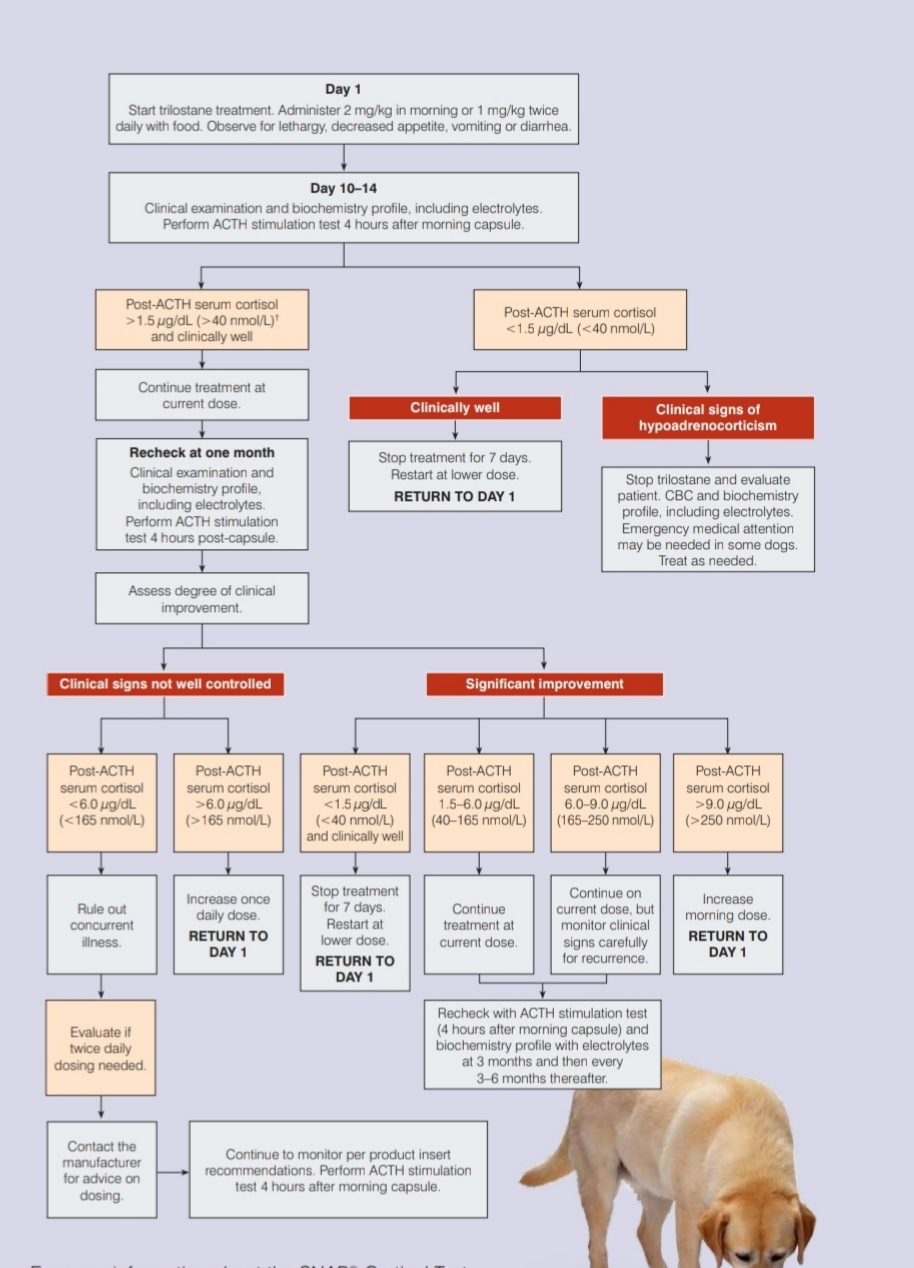 Day 1
Start trilostane treatment. Administer 2 mg/kg in morning or 1 mg/kg twice
daily with food. Observe for lethargy, decreased appetite, vomiting or diarrhea.
Day 10–14
Clinical examination and biochemistry profile, including electrolytes.
Perform ACTH stimulation test 4 hours after morning capsule.
Post-ACTH serum cortisol
>1.5 µg/dL (>40 nmol/L)†
and clinically well
Post-ACTH serum cortisol
<1.5 µg/dL (<40 nmol/L)
Continue treatment at
current dose.
Clinically well
Clinical signs of
hypoadrenocorticism
Recheck at one month
Clinical examination and
biochemistry profile,
including electrolytes.
Perform ACTH stimulation
test 4 hours post-capsule.
Stop treatment for 7 days.
Restart at lower dose.
RETURN TO DAY 1
Stop trilostane and evaluate
patient. CBC and biochemistry
profile, including electrolytes.
Emergency medical attention
may be needed in some dogs.
Treat as needed.
Assess degree of clinical
improvement.
Clinical signs not well controlled
Significant improvement
Post-ACTH
serum cortisol
<6.0 µg/dL
(<165 nmol/L)
Post-ACTH
serum cortisol
>6.0 µg/dL
(>165 nmol/L)
Post-ACTH
serum cortisol
<1.5 µg/dL
(<40 nmol/L)
and clinically well
Post-ACTH
serum cortisol
1.5–6.0 µg/dL
(40–165 nmol/L)
Post-ACTH
serum cortisol
6.0–9.0 µg/dL
(165–250 nmol/L)
Post-ACTH
serum cortisol
>9.0 µg/dL
(>250 nmol/L)
Rule out
concurrent
illness.
Increase once
daily dose.
RETURN TO
DAY 1
Stop treatment
for 7 days.
Restart at
lower dose.
RETURN TO
DAY 1
Continue
treatment at
current dose.
Continue on
current dose, but
monitor clinical
signs carefully
for recurrence.
Increase
morning dose.
RETURN TO
DAY 1
Evaluate if
twice daily
dosing needed.
Recheck with ACTH stimulation test
(4 hours after morning capsule) and
biochemistry profile with electrolytes
at 3 months and then every
3–6 months thereafter.
Contact the
manufacturer
for advice on
dosing.
Continue to monitor per product insert
recommendations. Perform ACTH stimulation
test 4 hours after morning capsule.